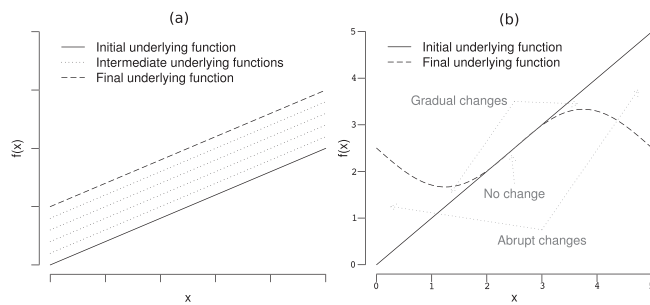 (a)
Initial underlying function
Intermediate underlying functions
Final underlying function
f(x)
x
(b)
Initial underlying function
Final underlying function
Gradual changes
No change
Abrupt changes
f(x)
5
4
3
2
1
0
0 1 2 3 4 5
x